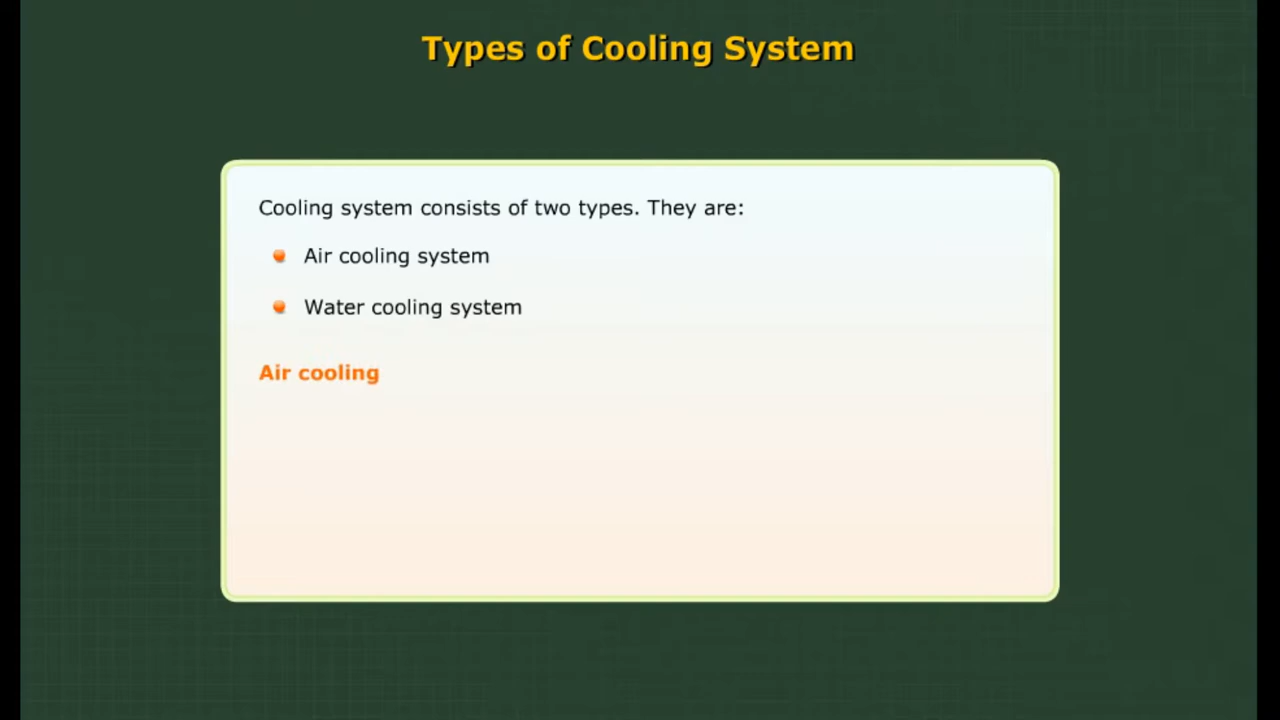 Types of Cooling System
Cooling system consists of two types. They are:
Air cooling system
Water cooling system
Air cooling